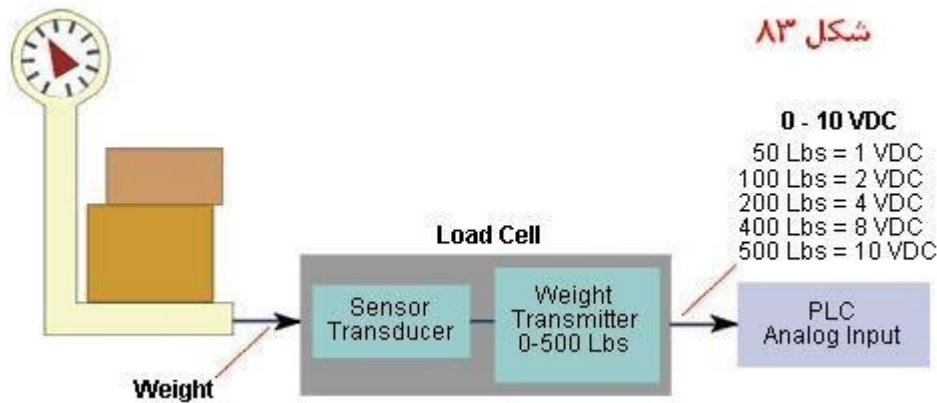 شکل ۸۳
0 - 10 VDC
50 Lbs = 1 VDC
100 Lbs = 2 VDC
200 Lbs = 4 VDC
400 Lbs = 8 VDC
500 Lbs = 10 VDC
Load Cell
Sensor
Transducer
Weight
Transmitter
0-500 Lbs
PLC
Analog Input
Weight